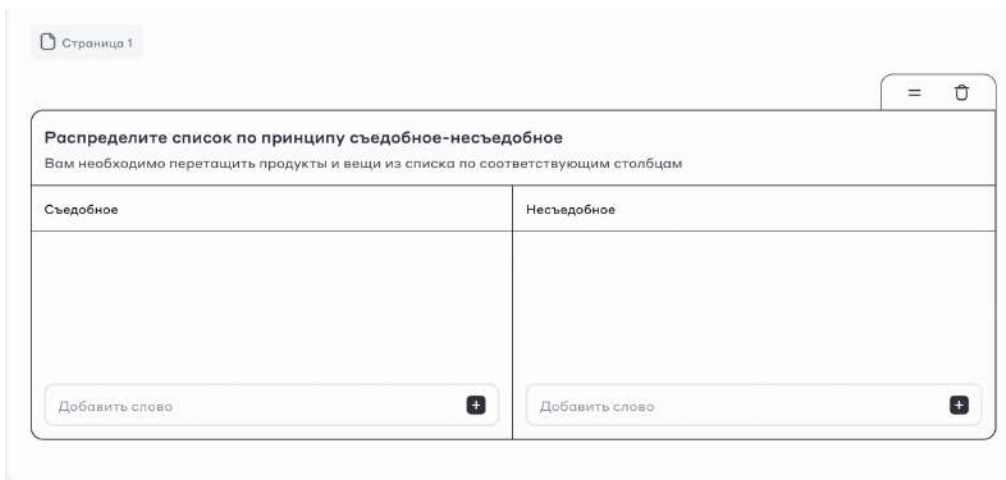 Страница 1
Распределите список по принципу съедобное-несъедобное
Вам необходимо перетащить продукты и вещи из списка по соответствующим столбцам
Съедобное
Несъедобное
Добавить слово
Добавить слово